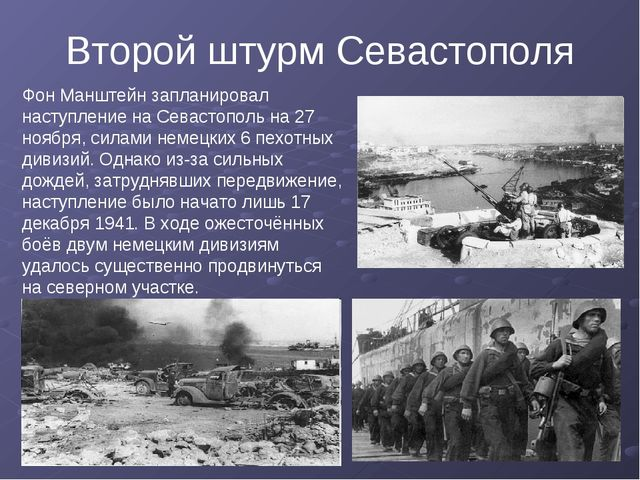 Второй штурм Севастополя
Фон Манштейн запланировал
наступление на Севастополь на 27
ноября, силами немецких 6 пехотных
дивизий. Однако из-за сильных
дождей, затруднявших передвижение,
наступление было начато лишь 17
декабря 1941. В ходе ожесточённых
боёв двум немецким дивизиям
удалось существенно продвинуться
на северном участке.